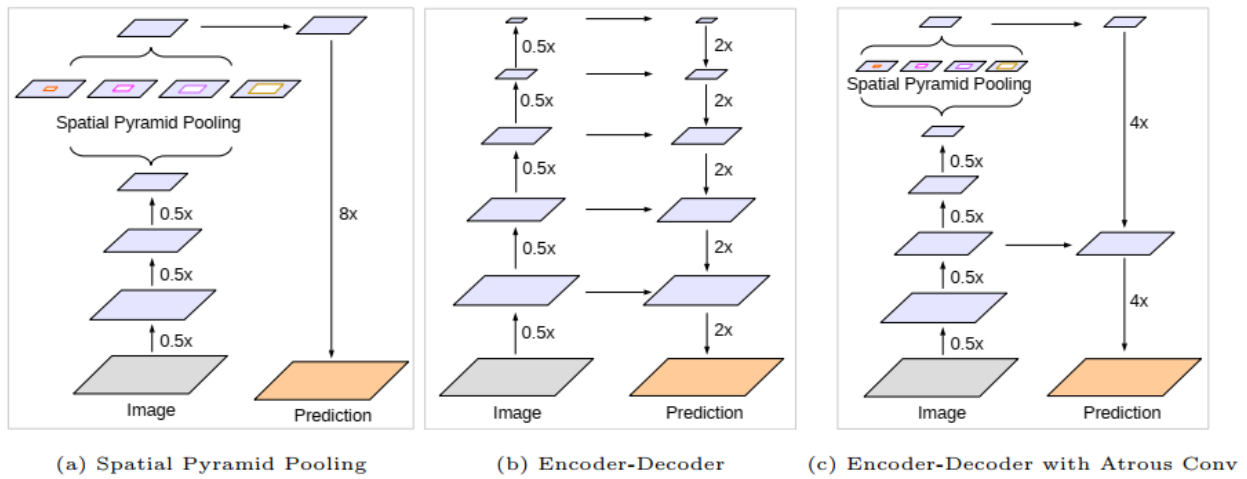 Spatial Pyramid Pooling
0.5x
0.5x
0.5x
8x
Image
Prediction
(a) Spatial Pyramid Pooling
0.5x
2x
0.5x
2x
0.5x
2x
0.5x
2x
0.5x
2x
Image
Prediction
(b) Encoder-Decoder
Spatial Pyramid Pooling
4x
0.5x
0.5x
0.5x
4x
0.5x
Image
Prediction
(c) Encoder-Decoder with Atrous Conv